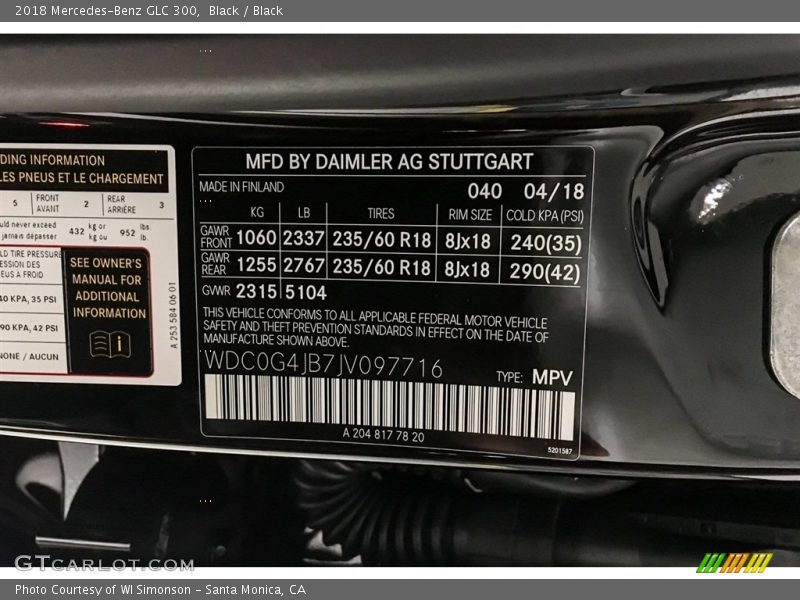 2018 Mercedes-Benz GLC 300, Black / Black
DING INFORMATION
LES PNEUS ET LE CHARGEMENT
5 FRONT AVANT 2 REAR ARRIÈRE 3
uld never exceed
jamais dépasser 432 kg or kg ou 952 lbs. lb.
LD TIRE PRESSURE
ESSION DES
EUS A FROID
40 KPA, 35 PSI
90 KPA, 42 PSI
NONE / AUCUN
SEE OWNER'S
MANUAL FOR
ADDITIONAL
INFORMATION
A 253 584 06 01
MFD BY DAIMLER AG STUTTGART
MADE IN FINLAND 040 04/18
KG LB TIRES RIM SIZE COLD KPA (PSI)
GAWR FRONT 1060 2337 235/60 R18 8Jx18 240(35)
GAWR REAR 1255 2767 235/60 R18 8Jx18 290(42)
GVWR 2315 5104
THIS VEHICLE CONFORMS TO ALL APPLICABLE FEDERAL MOTOR VEHICLE
SAFETY AND THEFT PREVENTION STANDARDS IN EFFECT ON THE DATE OF
MANUFACTURE SHOWN ABOVE.
WDC0G4JB7JV097716
TYPE: MPV
A 204 817 78 20
5201587
GTCARLOT.COM
Photo Courtesy of WI Simonson - Santa Monica, CA